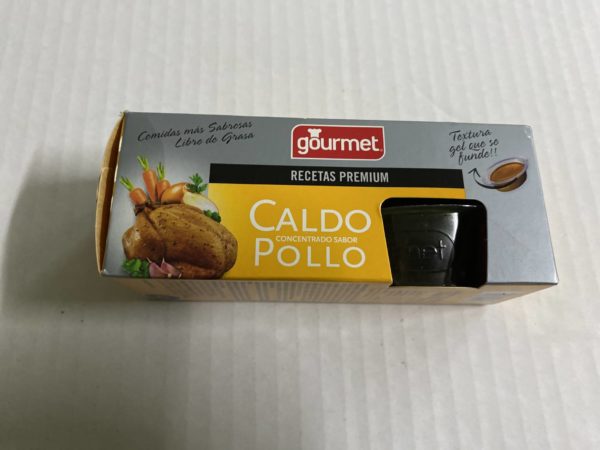 Comidas más Sabrosas
Libre de Grasa
gourmet
RECETAS PREMIUM
CALDO
CONCENTRADO SABOR
POLLO
Textura
gel que se
funde!!